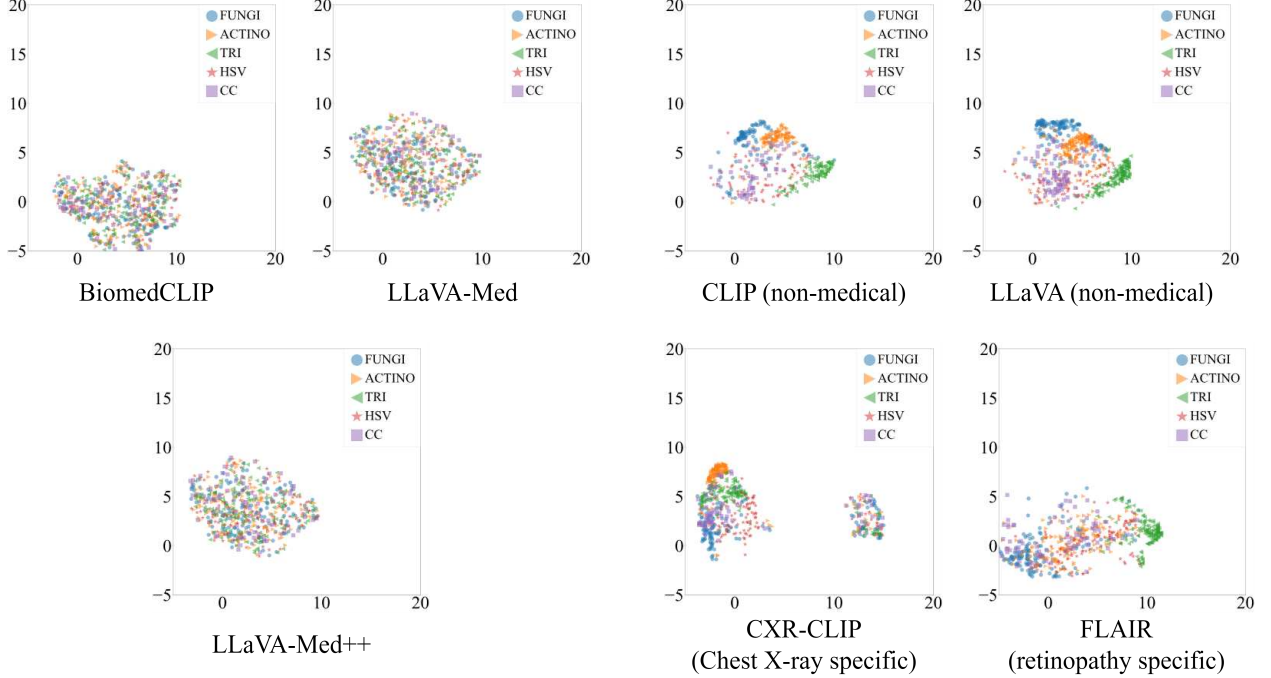 20
15
10
5
0
−5
0
10
20
FUNGI
ACTINO
TRI
HSV
CC
BiomedCLIP
20
15
10
5
0
−5
0
10
20
FUNGI
ACTINO
TRI
HSV
CC
LLaVA-Med
20
15
10
5
0
−5
0
10
20
FUNGI
ACTINO
TRI
HSV
CC
CLIP (non-medical)
20
15
10
5
0
−5
0
10
20
FUNGI
ACTINO
TRI
HSV
CC
LLaVA (non-medical)
20
15
10
5
0
−5
0
10
20
FUNGI
ACTINO
TRI
HSV
CC
LLaVA-Med++
20
15
10
5
0
−5
0
10
20
FUNGI
ACTINO
TRI
HSV
CC
CXR-CLIP
(Chest X-ray specific)
20
15
10
5
0
−5
0
10
20
FUNGI
ACTINO
TRI
HSV
CC
FLAIR
(retinopathy specific)